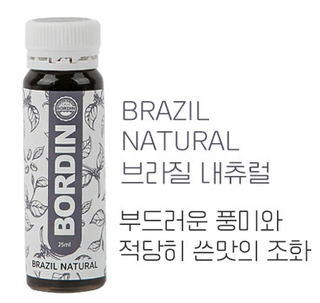 BORDIN
BORDIN
25ml
BRAZIL NATURAL
BRAZIL
NATURAL
브라질 내츄럴
부드러운 풍미와
적당히 쓴맛의 조화